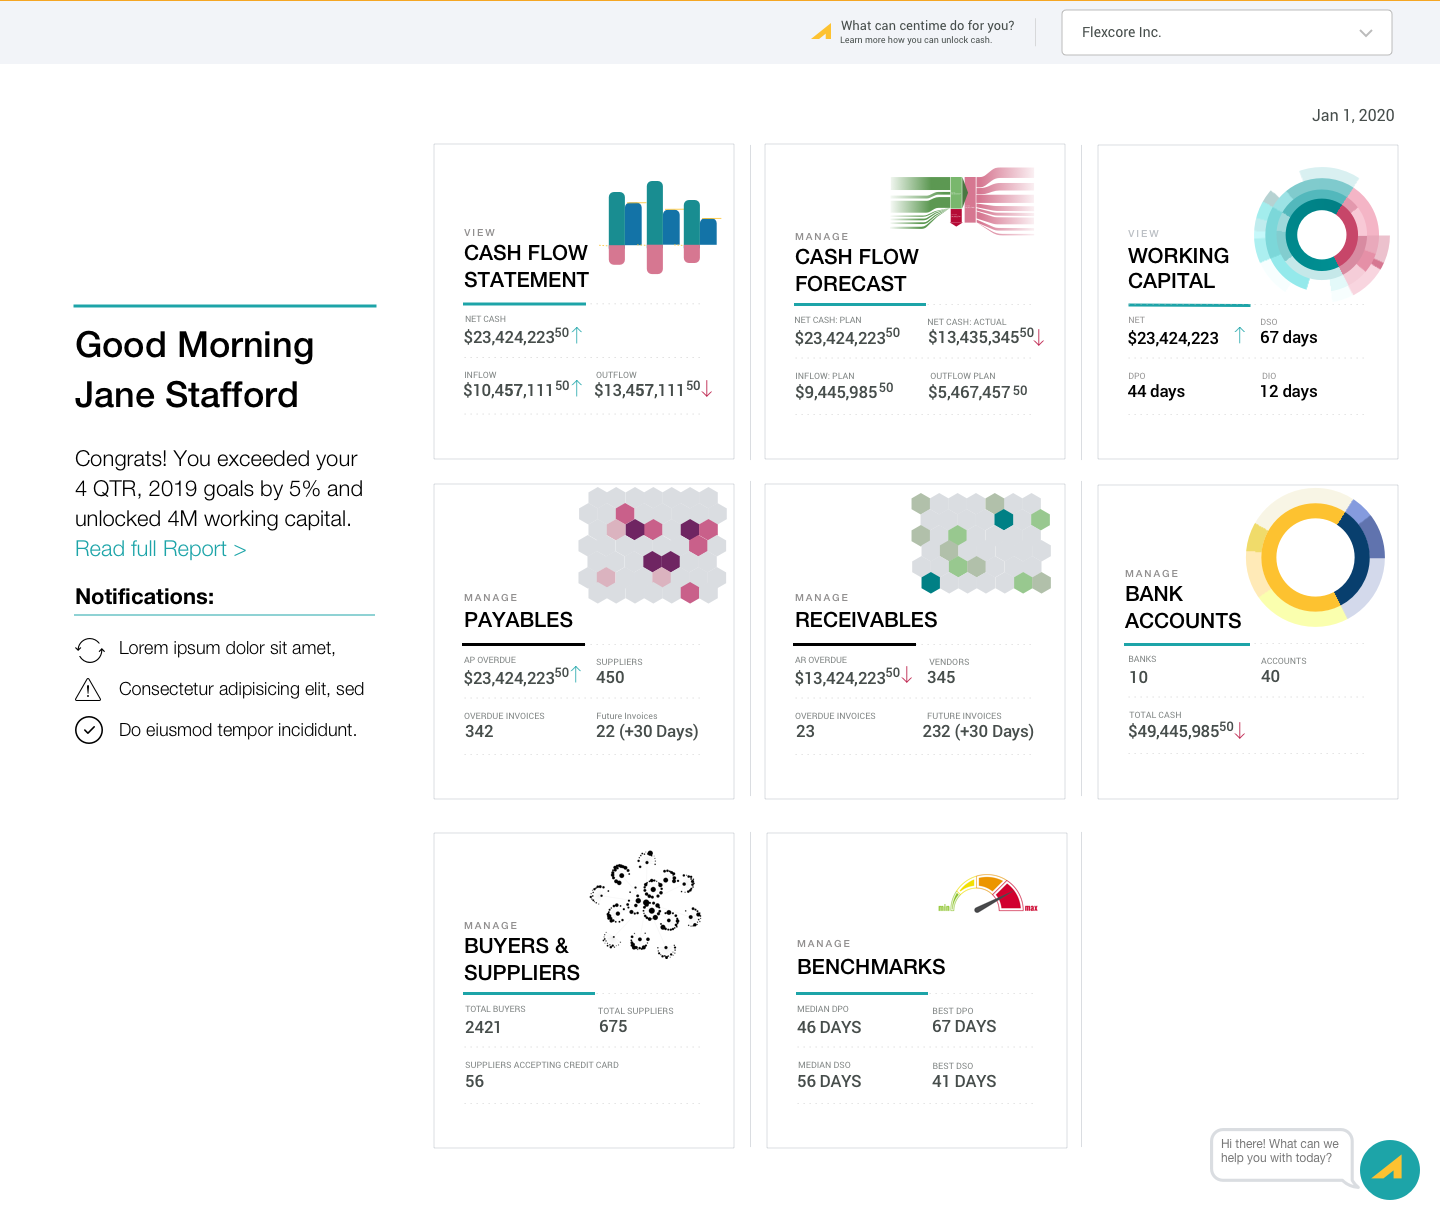 What can centime do for you?
Learn more how you can unlock cash.
Flexcore Inc.
Jan 1, 2020
Good Morning
Jane Stafford
Congrats! You exceeded your
4 QTR, 2019 goals by 5% and
unlocked 4M working capital.
Read full Report >
Notifications:
Lorem ipsum dolor sit amet,
Consectetur adipisicing elit, sed
Do eiusmod tempor incididunt.
VIEW
CASH FLOW
STATEMENT
NET CASH
$23,424,223 50
INFLOW OUTFLOW
$10,457,111 50 $13,457,111 50
MANAGE
CASH FLOW
FORECAST
NET CASH: PLAN NET CASH: ACTUAL
$23,424,223 50 $13,435,345 50
INFLOW: PLAN OUTFLOW PLAN
$9,445,985 50 $5,467,457 50
VIEW
WORKING
CAPITAL
NET DSO
$23,424,223 67 days
DPO DIO
44 days 12 days
MANAGE
PAYABLES
AP OVERDUE SUPPLIERS
$23,424,223 50 450
OVERDUE INVOICES Future Invoices
342 22 (+30 Days)
MANAGE
RECEIVABLES
AR OVERDUE VENDORS
$13,424,223 50 345
OVERDUE INVOICES FUTURE INVOICES
23 232 (+30 Days)
MANAGE
BANK
ACCOUNTS
BANKS ACCOUNTS
10 40
TOTAL CASH
$49,445,985 50
MANAGE
BUYERS &
SUPPLIERS
TOTAL BUYERS TOTAL SUPPLIERS
2421 675
SUPPLIERS ACCEPTING CREDIT CARD
56
min max
MANAGE
BENCHMARKS
MEDIAN DPO BEST DPO
46 DAYS 67 DAYS
MEDIAN DSO BEST DSO
56 DAYS 41 DAYS
Hi there! What can we
help you with today?